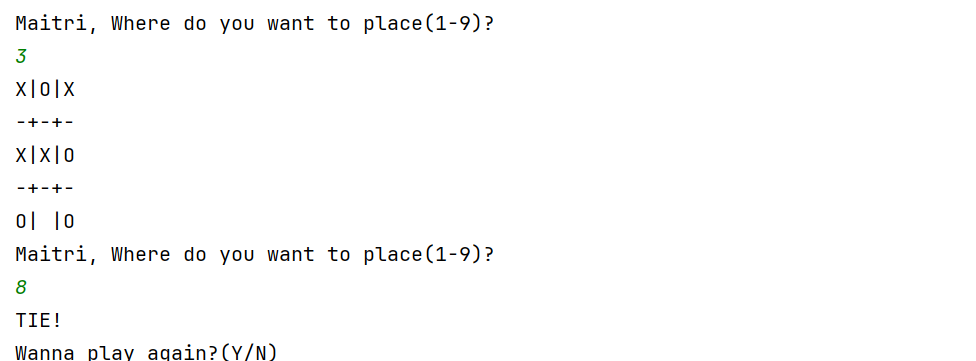 Maitri, Where do you want to place(1-9)?
3
X|O|X
-+-+-
X|X|O
-+-+-
O| |O
Maitri, Where do you want to place(1-9)?
8
TIE!
Wanna play again?(Y/N)